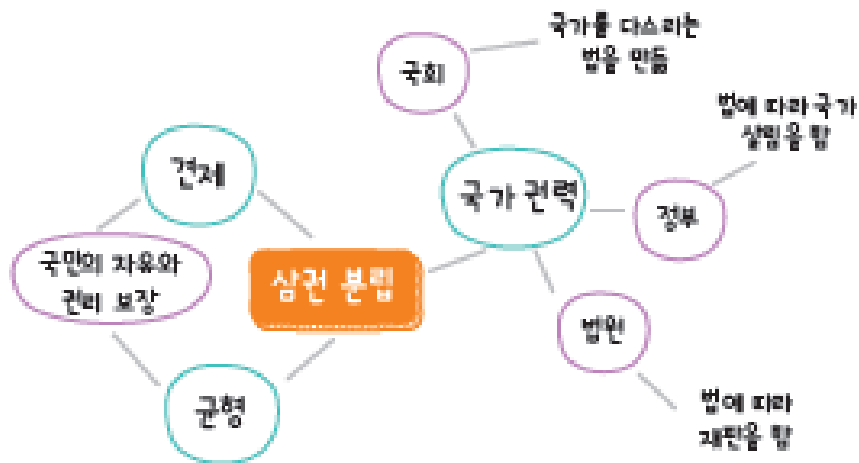 국가를 다스리는
법을 만듦
국회
법에 따라 국가
살림을 함
견제
국가 권력
정부
국민의 자유와
권리 보장
삼권 분립
법원
균형
법에 따라
재판을 함